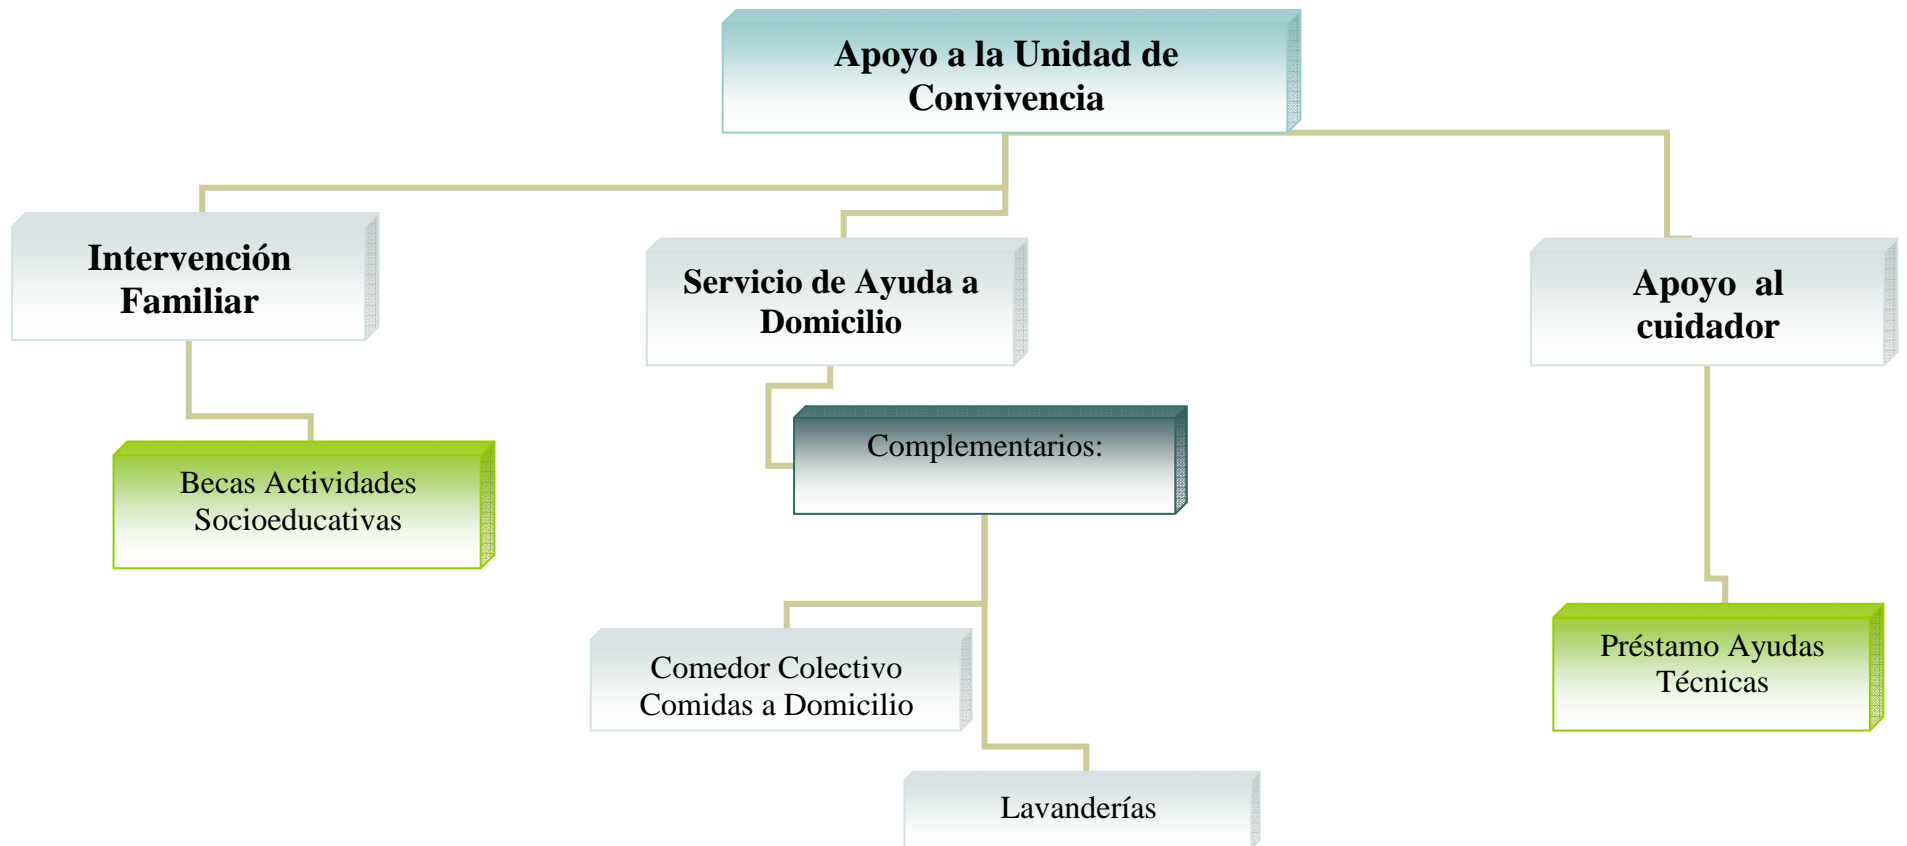 Apoyo a la Unidad de
Convivencia
Intervención
Familiar
Servicio de Ayuda a
Domicilio
Apoyo al
cuidador
Becas Actividades
Socioeducativas
Complementarios:
Comedor Colectivo
Comidas a Domicilio
Préstamo Ayudas
Técnicas
Lavanderías